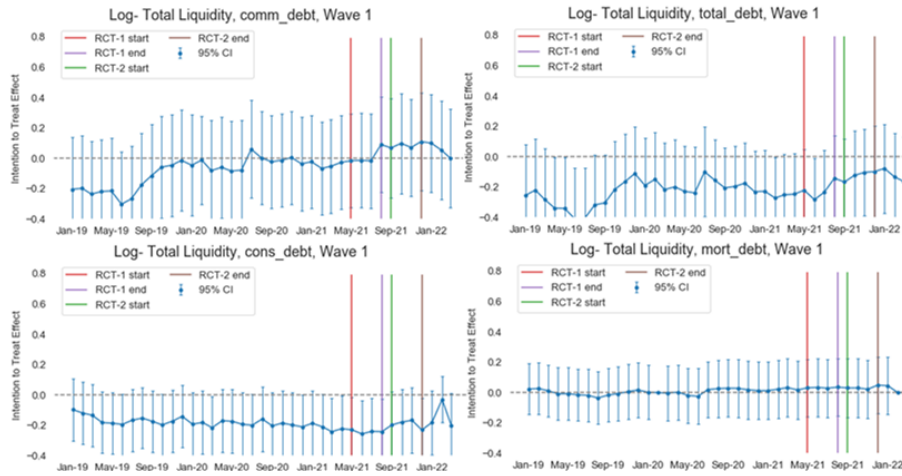 Log- Total Liquidity, comm_debt, Wave 1
RCT-1 start
RCT-1 end
RCT-2 start
RCT-2 end
95% CI
Intention to Treat Effect
0.8
0.6
0.4
0.2
0.0
-0.2
-0.4
Jan-19 May-19 Sep-19 Jan-20 May-20 Sep-20 Jan-21 May-21 Sep-21 Jan-22
Log- Total Liquidity, total_debt, Wave 1
RCT-1 start
RCT-1 end
RCT-2 start
RCT-2 end
95% CI
Intention to Treat Effect
0.8
0.6
0.4
0.2
0.0
-0.2
-0.4
Jan-19 May-19 Sep-19 Jan-20 May-20 Sep-20 Jan-21 May-21 Sep-21 Jan-22
Log- Total Liquidity, cons_debt, Wave 1
RCT-1 start
RCT-1 end
RCT-2 start
RCT-2 end
95% CI
Intention to Treat Effect
0.8
0.6
0.4
0.2
0.0
-0.2
-0.4
Jan-19 May-19 Sep-19 Jan-20 May-20 Sep-20 Jan-21 May-21 Sep-21 Jan-22
Log- Total Liquidity, mort_debt, Wave 1
RCT-1 start
RCT-1 end
RCT-2 start
RCT-2 end
95% CI
Intention to Treat Effect
0.8
0.6
0.4
0.2
0.0
-0.2
-0.4
Jan-19 May-19 Sep-19 Jan-20 May-20 Sep-20 Jan-21 May-21 Sep-21 Jan-22